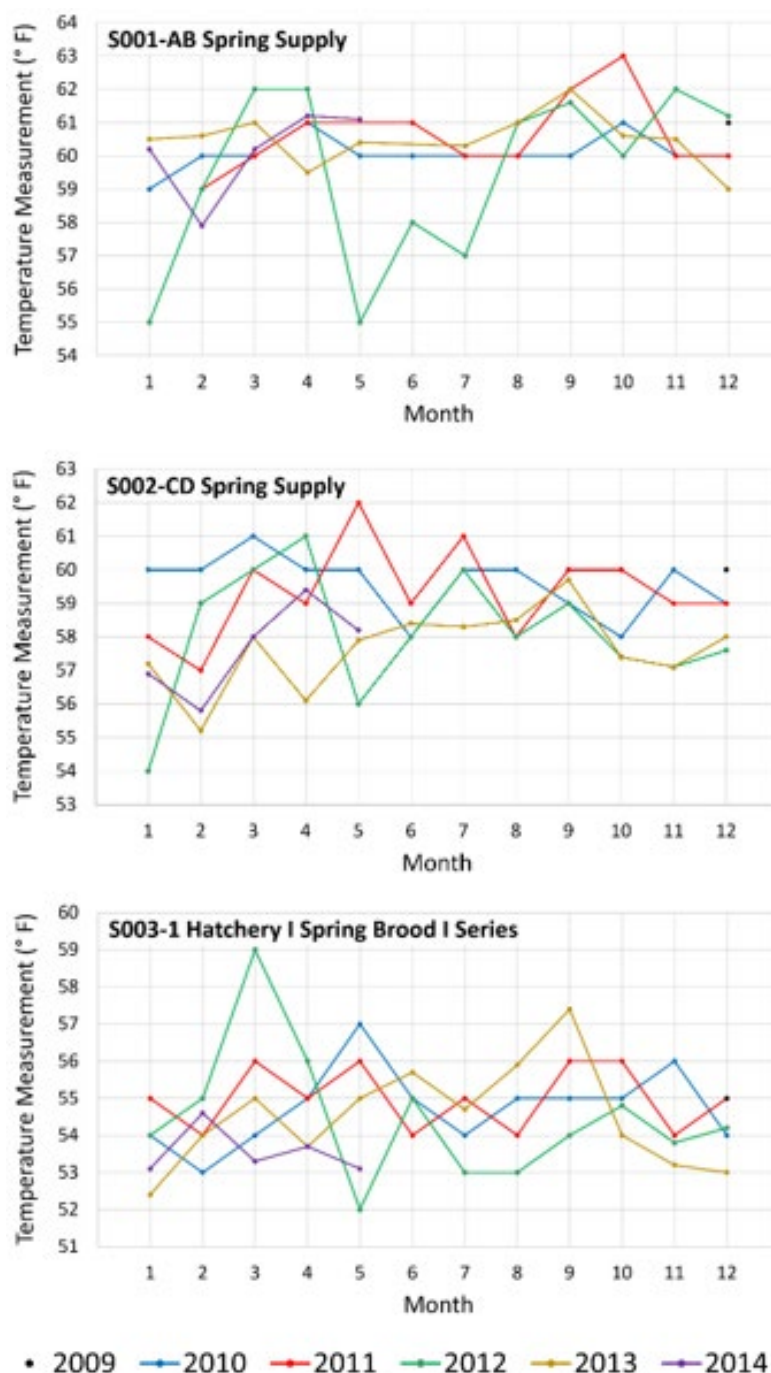 S001-AB Spring Supply
Temperature Measurement (° F)
64
63
62
61
60
59
58
57
56
55
54
1 2 3 4 5 6 7 8 9 10 11 12
Month
S002-CD Spring Supply
Temperature Measurement (° F)
63
62
61
60
59
58
57
56
55
54
53
1 2 3 4 5 6 7 8 9 10 11 12
Month
S003-1 Hatchery I Spring Brood I Series
Temperature Measurement (° F)
60
59
58
57
56
55
54
53
52
51
1 2 3 4 5 6 7 8 9 10 11 12
Month
2009 2010 2011 2012 2013 2014